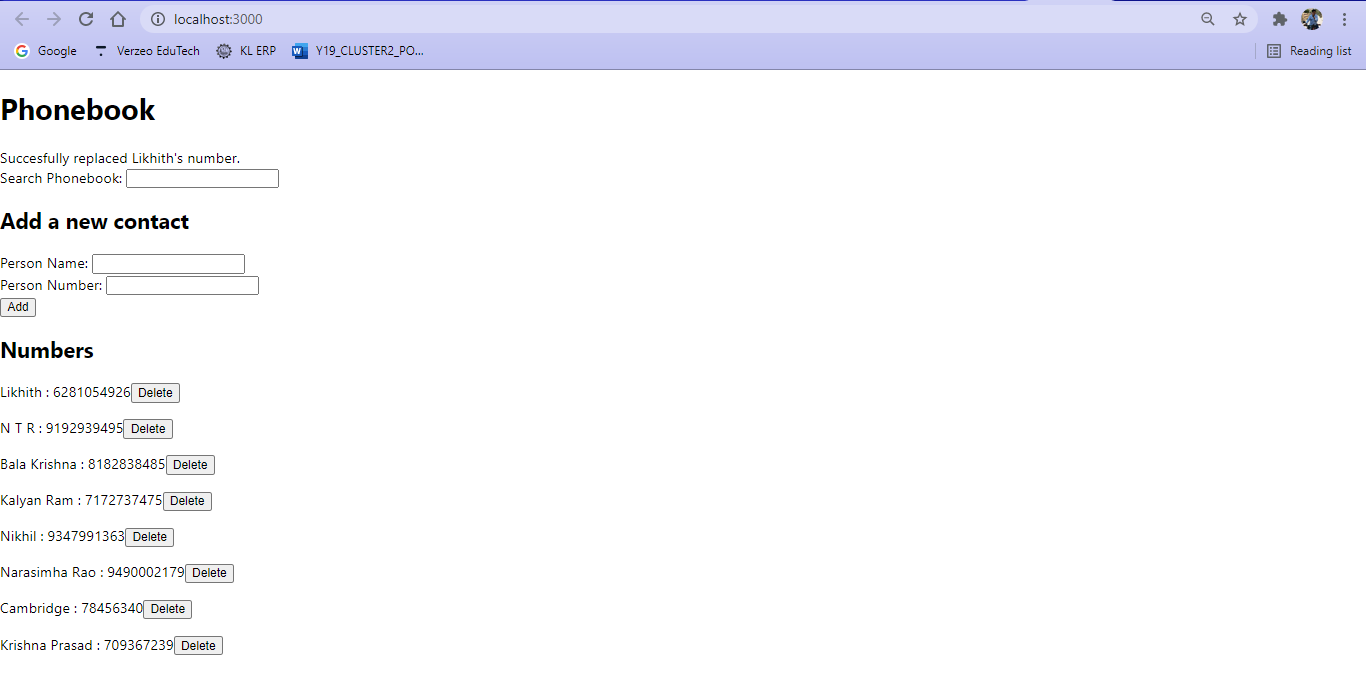 localhost:3000
Google Verzeo EduTech KL ERP Y19_CLUSTER2_PO... Reading list
Phonebook
Succesfully replaced Likhith's number.
Search Phonebook:
Add a new contact
Person Name:
Person Number:
Add
Numbers
Likhith : 6281054926 Delete
N T R : 9192939495 Delete
Bala Krishna : 8182838485 Delete
Kalyan Ram : 7172737475 Delete
Nikhil : 9347991363 Delete
Narasimha Rao : 9490002179 Delete
Cambridge : 78456340 Delete
Krishna Prasad : 709367239 Delete